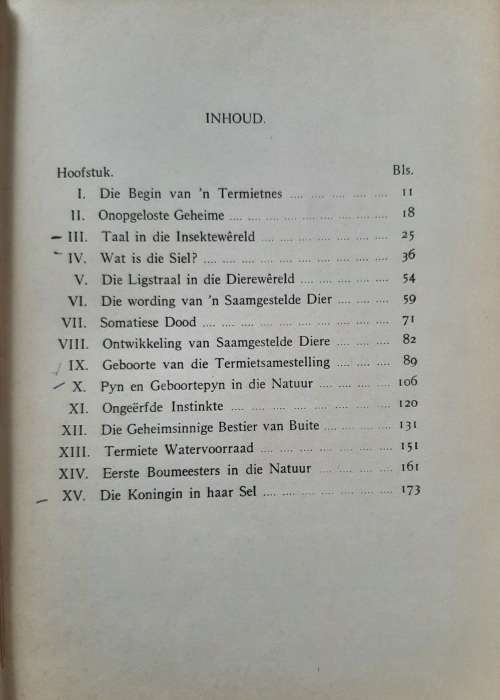 INHOUD.
Hoofstuk. Bls.
I. Die Begin van 'n Termietnes .... .... .... .... .... 11
II. Onopgeloste Geheime .... .... .... .... .... .... .... 18
III. Taal in die Insektewêreld .... .... .... .... .... .... 25
IV. Wat is die Siel? .... .... .... .... .... .... .... .... 36
V. Die Ligstraal in die Dierewêreld .... .... .... .... 54
VI. Die wording van 'n Saamgestelde Dier .... .... 59
VII. Somatiese Dood .... .... .... .... .... .... .... .... 71
VIII. Ontwikkeling van Saamgestelde Diere .... .... 82
IX. Geboorte van die Termietsamestelling .... .... 89
X. Pyn en Geboortepyn in die Natuur .... .... .... 106
XI. Ongeërfde Instinkte .... .... .... .... .... .... .... 120
XII. Die Geheimsinnige Bestier van Buite .... .... .... 131
XIII. Termiete Watervoorraad .... .... .... .... .... .... 151
XIV. Eerste Boumeesters in die Natuur .... .... .... 161
XV. Die Koningin in haar Sel .... .... .... .... .... .... 173